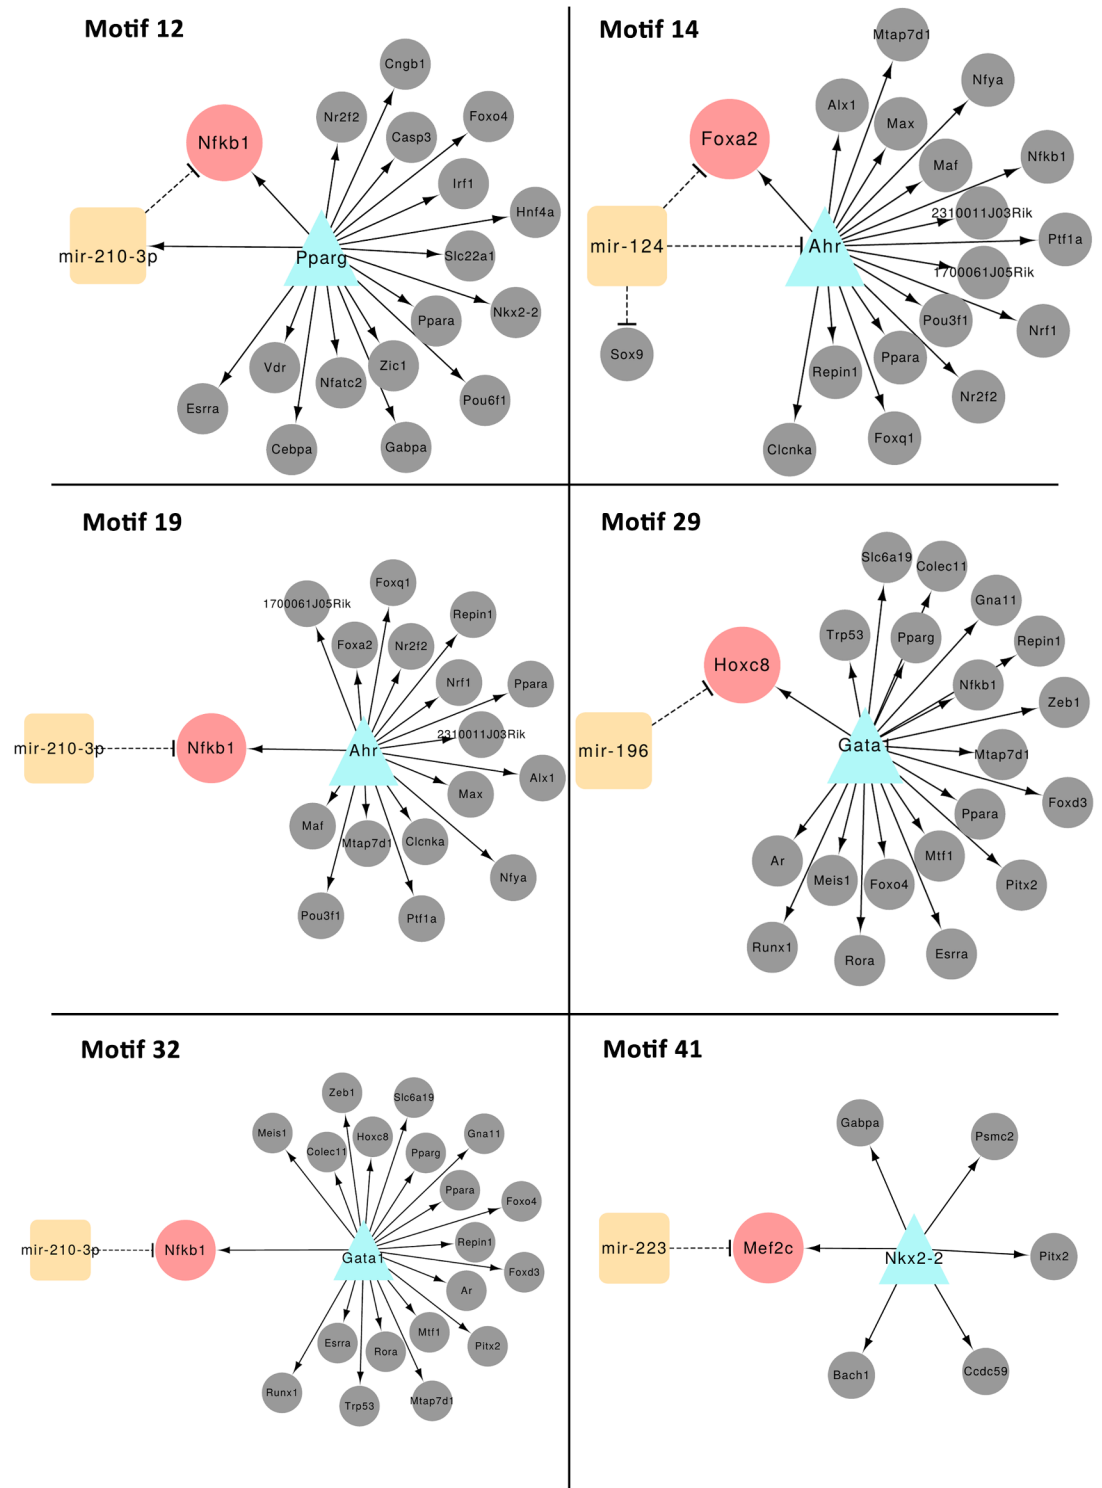 Motif 12
Cngb1
Nr2f2
Foxo4
Casp3
Nfkb1
Irf1
Hnf4a
mir-210-3p
Pparg
Slc22a1
Nkx2-2
Ppara
Vdr
Zic1
Nfatc2
Pou6f1
Esrra
Cebpa
Gabpa
Motif 14
Mtap7d1
Nfya
Alx1
Max
Foxa2
Nfkb1
Maf
2310011J03Rik
Ptf1a
mir-124
Ahr
1700061J05Rik
Pou3f1
Nrf1
Sox9
Ppara
Repin1
Nr2f2
Foxq1
Clcnka
Motif 19
Foxq1
1700061J05Rik
Repin1
Foxa2
Nr2f2
Nrf1
Ppara
2310011J03Rik
mir-210-3p
Nfkb1
Ahr
Alx1
Max
Maf
Mtap7d1
Clcnka
Nfya
Pou3f1
Ptf1a
Motif 29
Slc6a19
Colec11
Gna11
Trp53
Pparg
Repin1
Hoxc8
Nfkb1
Zeb1
mir-196
Gata1
Mtap7d1
Foxd3
Ppara
Ar
Mtf1
Meis1
Foxo4
Pitx2
Runx1
Rora
Esrra
Motif 32
Zeb1
Slc6a19
Meis1
Hoxc8
Gna11
Colec11
Pparg
Ppara
Foxo4
Repin1
mir-210-3p
Nfkb1
Gata1
Foxd3
Ar
Mtf1
Esrra
Rora
Pitx2
Runx1
Trp53
Mtap7d1
Motif 41
Gabpa
Psmc2
mir-223
Mef2c
Nkx2-2
Pitx2
Bach1
Ccdc59